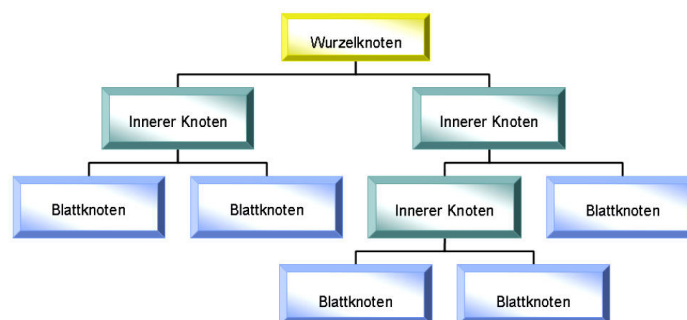 Wurzelknoten
Innerer Knoten
Innerer Knoten
Blattknoten
Blattknoten
Innerer Knoten
Blattknoten
Blattknoten
Blattknoten